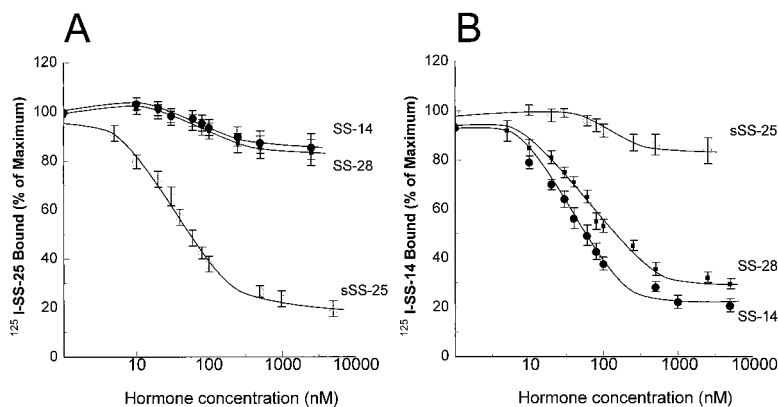 A
120
100
80
60
40
20
0
10
100
1000
10000
125 I-SS-25 Bound (% of Maximum)
Hormone concentration (nM)
SS-14
SS-28
sSS-25
B
120
100
80
60
40
20
0
10
100
1000
10000
125 I-SS-14 Bound (% of Maximum)
Hormone concentration (nM)
sSS-25
SS-28
SS-14